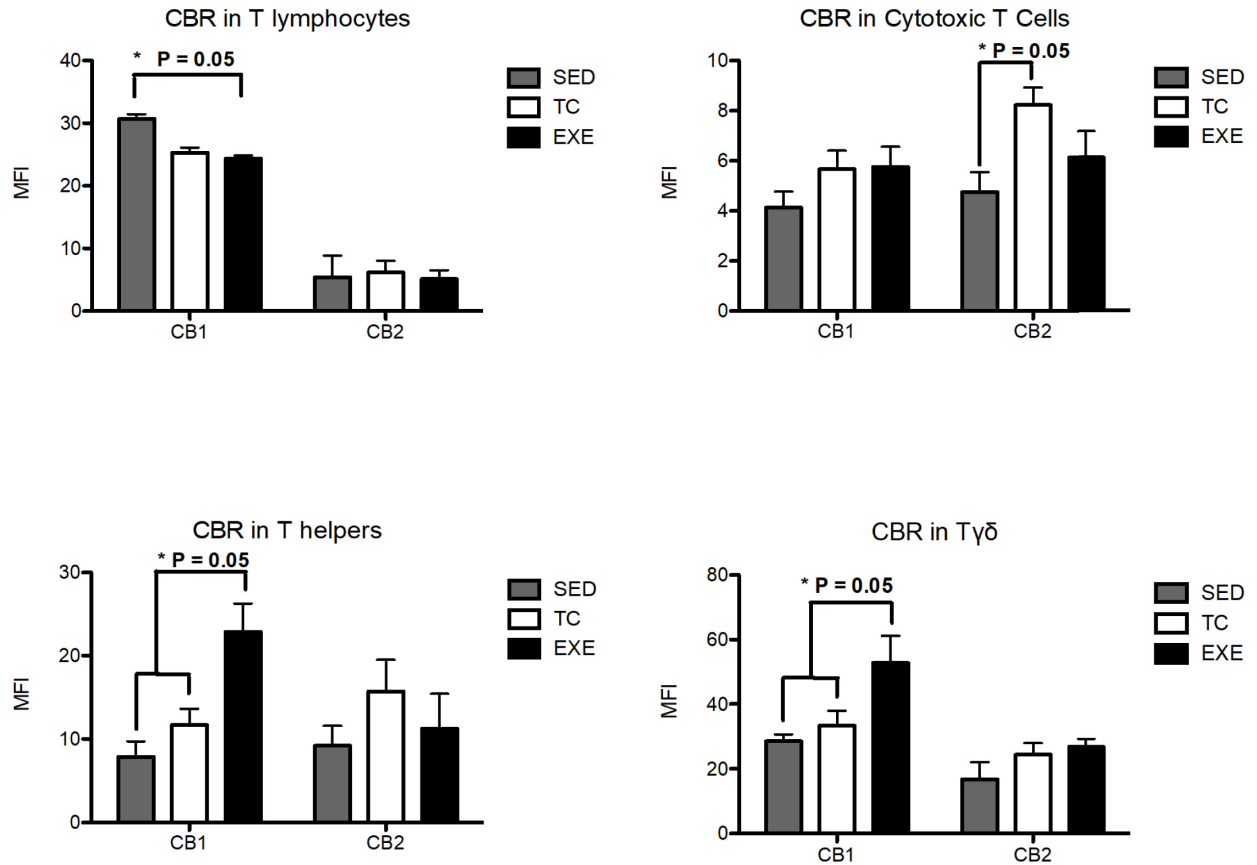 CBR in T lymphocytes
* P = 0.05
40
30
20
10
0
MFI
CB1
CB2
SED
TC
EXE
CBR in Cytotoxic T Cells
* P = 0.05
10
8
6
4
2
0
MFI
CB1
CB2
SED
TC
EXE
CBR in T helpers
* P = 0.05
30
20
10
0
MFI
CB1
CB2
SED
TC
EXE
CBR in Tγδ
* P = 0.05
80
60
40
20
0
MFI
CB1
CB2
SED
TC
EXE